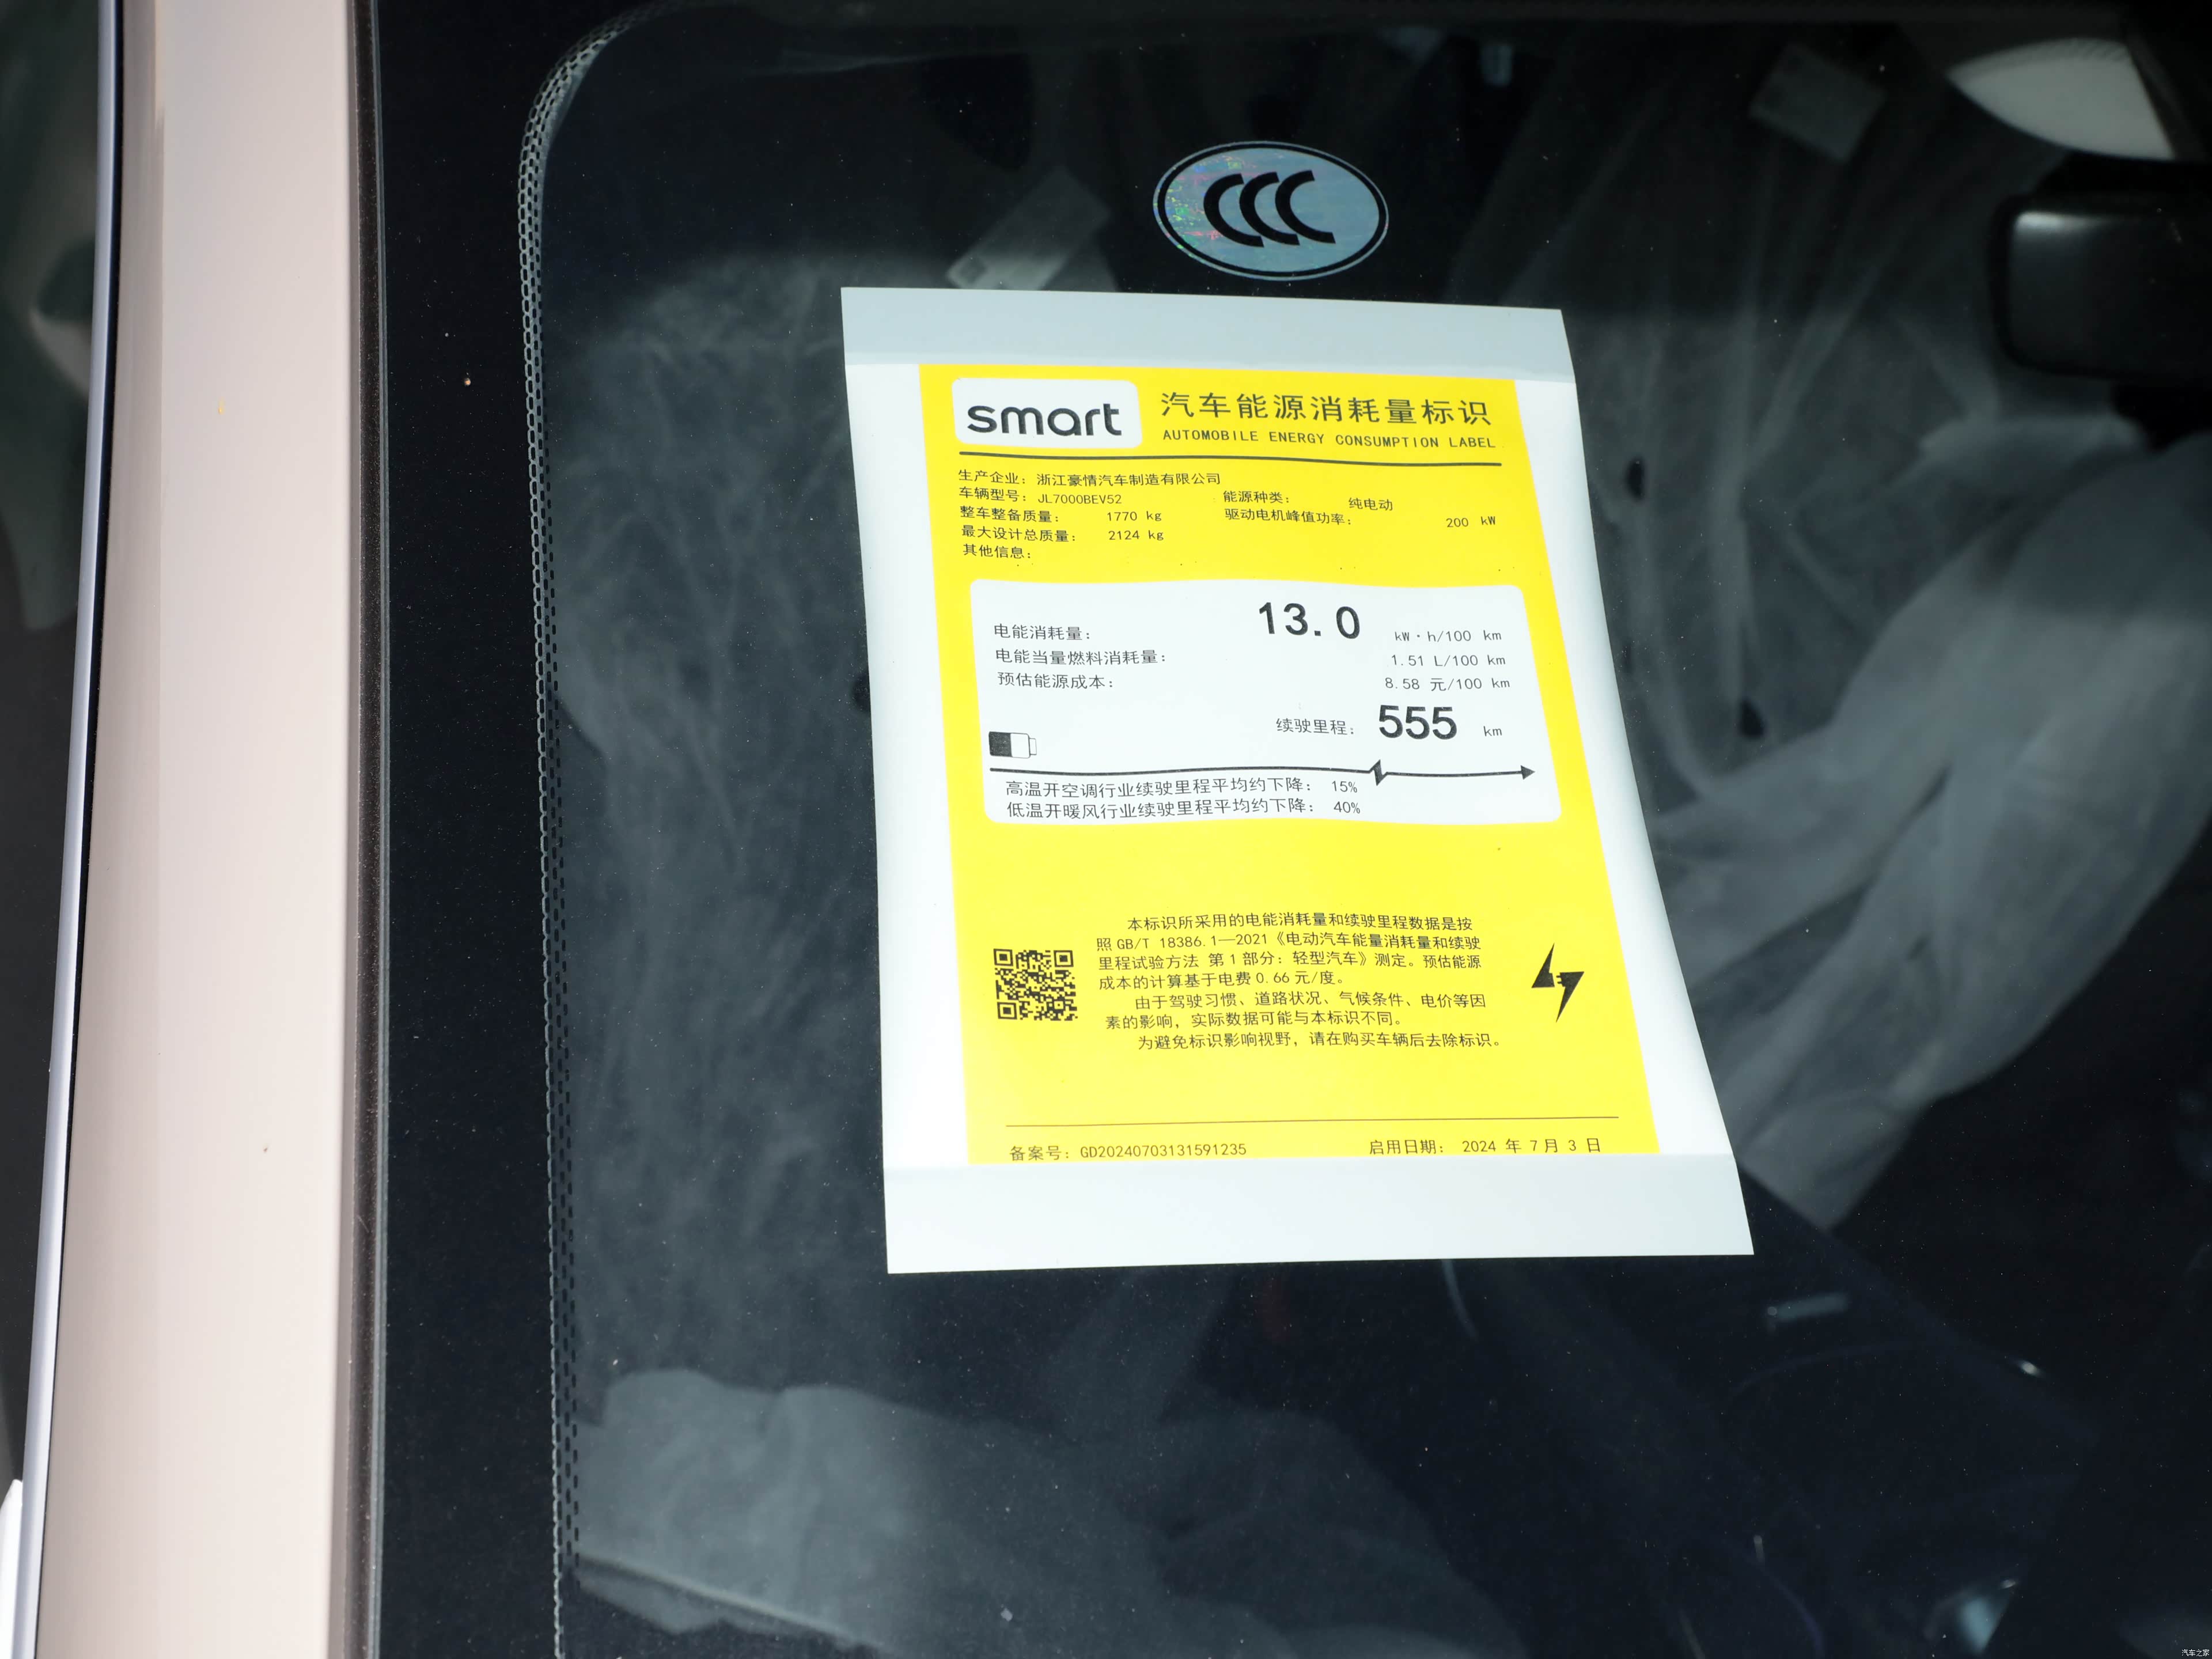 CCC
smart
汽车能源消耗量标识
AUTOMOBILE ENERGY CONSUMPTION LABEL
生产企业：浙江豪情汽车制造有限公司
车辆型号：JL7000BEV52 能源种类： 纯电动
整车整备质量： 1770 kg 驱动电机峰值功率： 200 kW
最大设计总质量： 2124 kg
其他信息：
电能消耗量： 13.0 kW·h/100 km
电能当量燃料消耗量： 1.51 L/100 km
预估能源成本： 8.58 元/100 km
续驶里程： 555 km
高温开空调行业续驶里程平均约下降： 15%
低温开暖风行业续驶里程平均约下降： 40%
本标识所采用的电能消耗量和续驶里程数据是按
照 GB/T 18386.1—2021《电动汽车能量消耗量和续驶
里程试验方法 第 1 部分：轻型汽车》测定。预估能源
成本的计算基于电费 0.66 元/度。
由于驾驶习惯、道路状况、气候条件、电价等因
素的影响，实际数据可能与本标识不同。
为避免标识影响视野，请在购买车辆后去除标识。
备案号：GD20240703131591235 启用日期： 2024 年 7 月 3 日
汽车之家